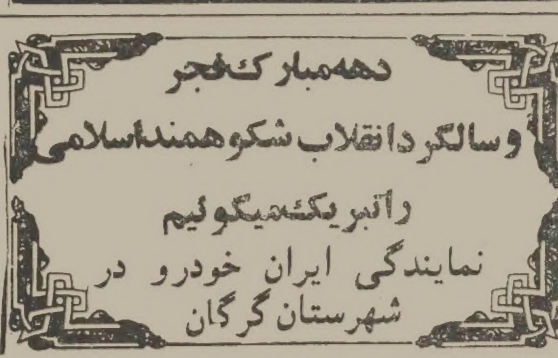 دهه مبارک فجر
و سالگرد انقلاب شکوهمند اسلامی
را تبریک میگوئیم
نمایندگی ایران خودرو در
شهرستان گرگان